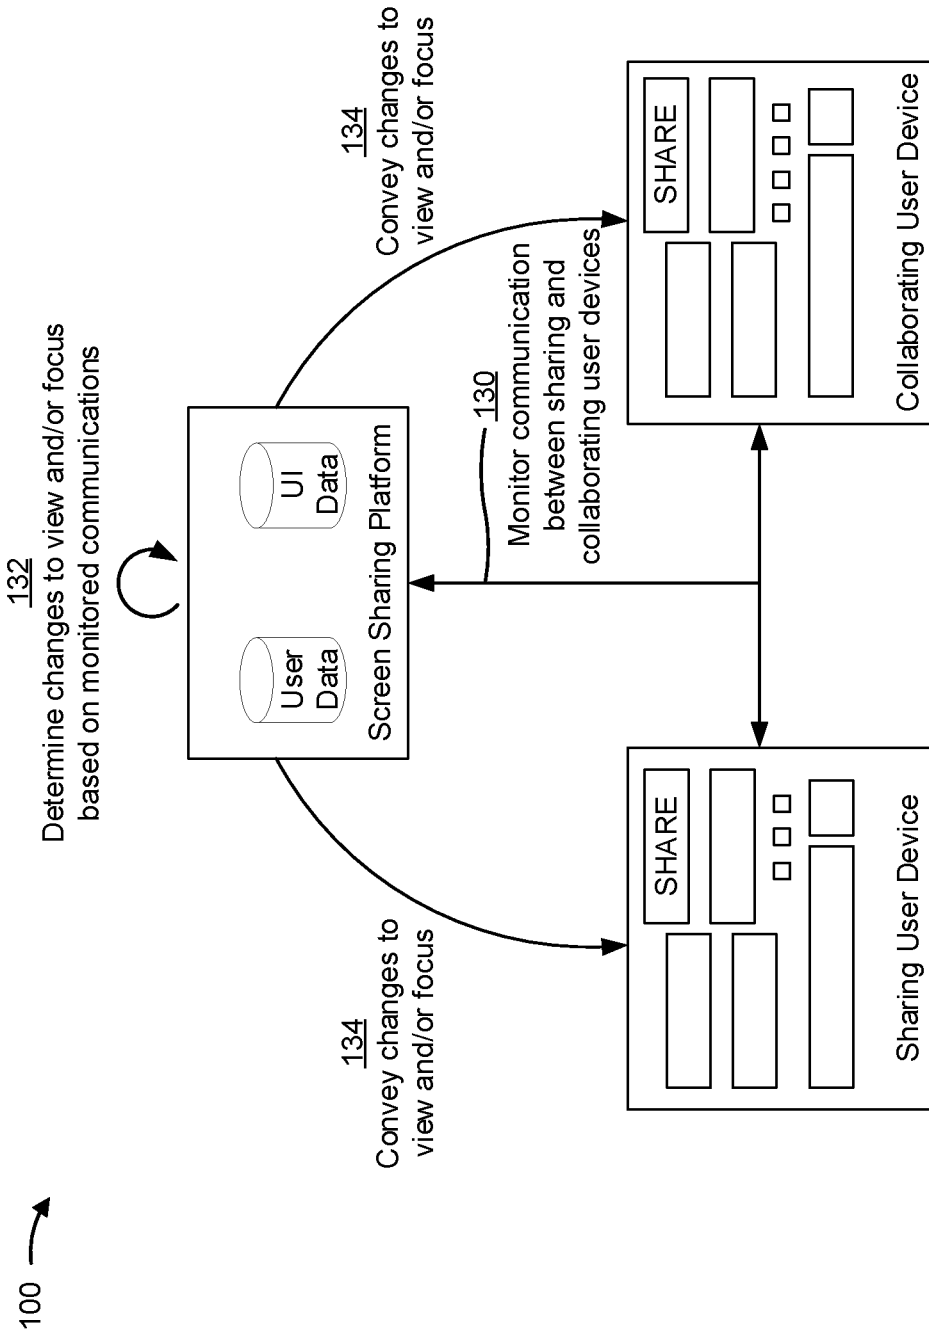 100
132
Determine changes to view and/or focus
based on monitored communications
134
Convey changes to
view and/or focus
134
Convey changes to
view and/or focus
User
Data
UI
Data
Screen Sharing Platform
130
Monitor communication
between sharing and
collaborating user devices
SHARE
Sharing User Device
SHARE
Collaborating User Device